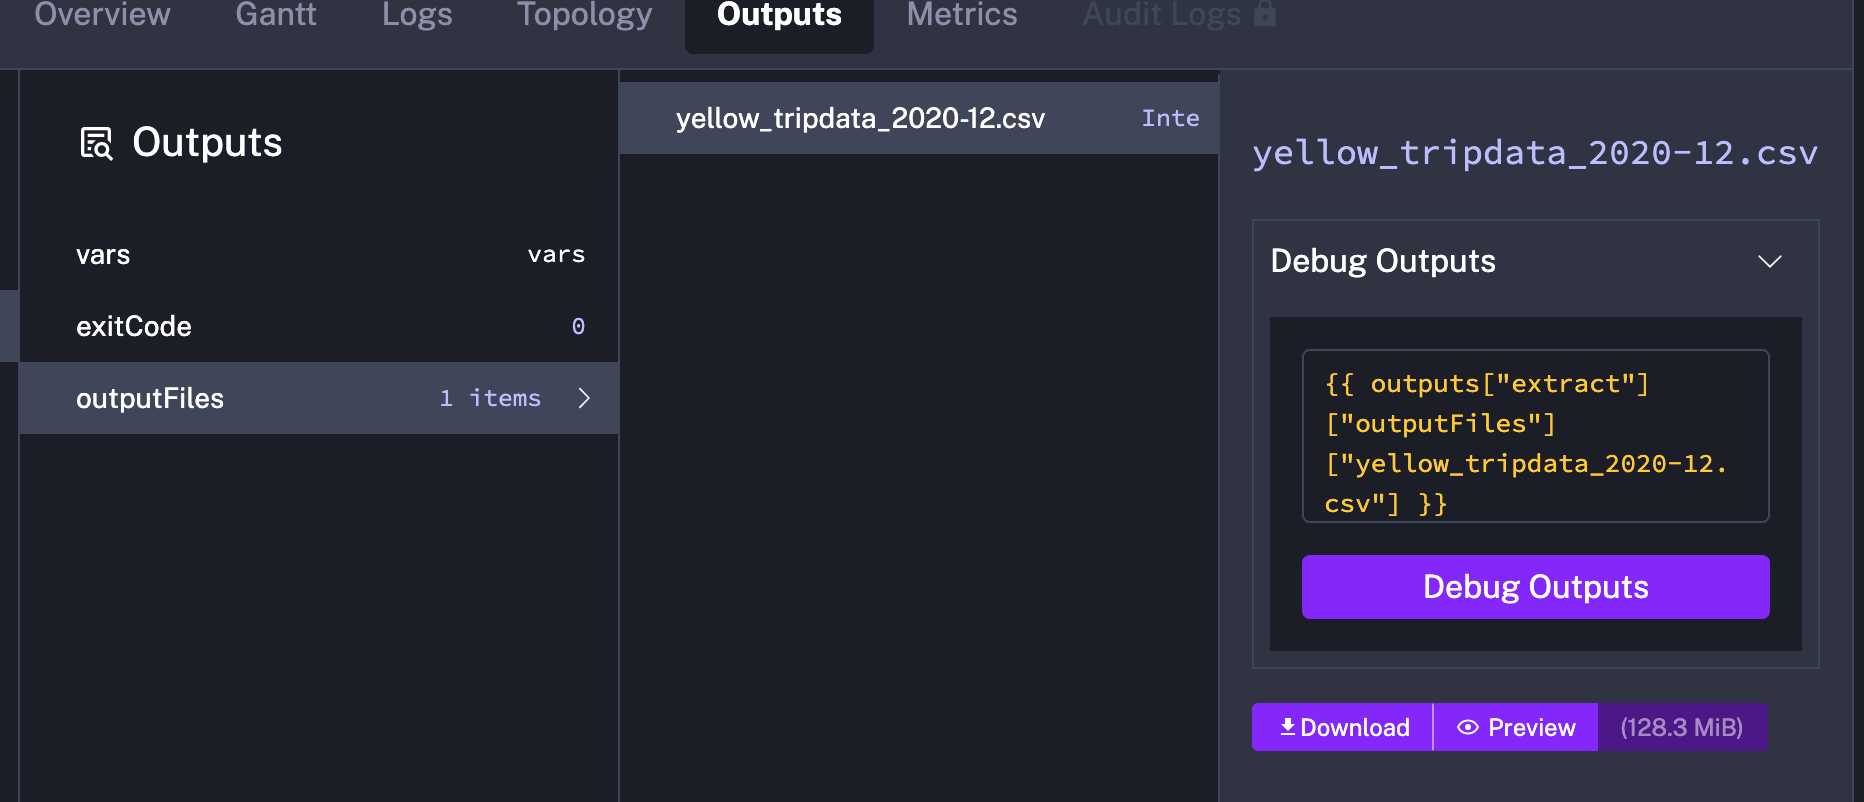 Overview Gantt Logs Topology Outputs Metrics Audit Logs
Outputs
vars vars
exitCode 0
outputFiles 1 items
yellow_tripdata_2020-12.csv Inte
yellow_tripdata_2020-12.csv
Debug Outputs
{{ outputs["extract"]
["outputFiles"]
["yellow_tripdata_2020-12.
csv"] }}
Debug Outputs
Download Preview (128.3 MiB)